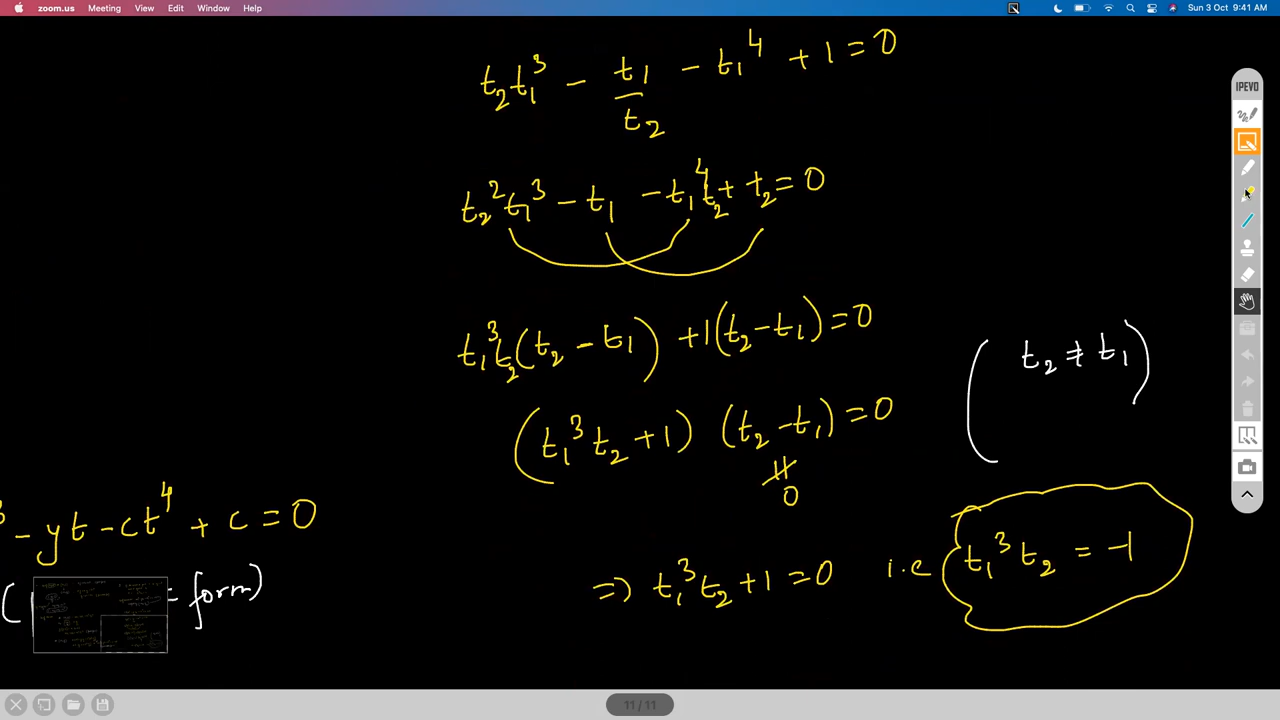 zoom.us Meeting View Edit Window Help Sun 3 Oct 9:41 AM
IPEVO
t₂t₁³ - t₁/t₂ - t₁⁴ + 1 = 0
t₂²t₁³ - t₁ - t₁⁴t₂ + t₂ = 0
t₁³t₂(t₂ - t₁) + 1(t₂ - t₁) = 0
(t₂ ≠ t₁)
(t₁³t₂ + 1) (t₂ - t₁) = 0
∦
0
³ - yt - ct⁴ + c = 0
( = form)
⇒ t₁³t₂ + 1 = 0 i.e t₁³t₂ = -1
11 / 11